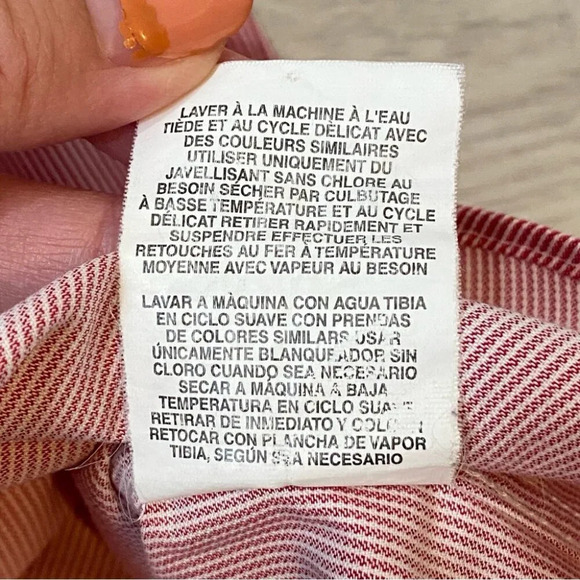 LAVER À LA MACHINE À L'EAU
TIÈDE ET AU CYCLE DÉLICAT AVEC
DES COULEURS SIMILAIRES
UTILISER UNIQUEMENT DU
JAVELLISANT SANS CHLORE AU
BESOIN SÉCHER PAR CULBUTAGE
À BASSE TEMPÉRATURE ET AU CYCLE
DÉLICAT RETIRER RAPIDEMENT ET
SUSPENDRE EFFECTUER LES
RETOUCHES AU FER À TEMPÉRATURE
MOYENNE AVEC VAPEUR AU BESOIN
LAVAR A MÀQUINA CON AGUA TIBIA
EN CICLO SUAVE CON PRENDAS
DE COLORES SIMILARS USAR
ÚNICAMENTE BLANQUEADOR SIN
CLORO CUANDO SEA NECESARIO
SECAR A MÁQUINA A BAJA
TEMPERATURA EN CICLO SUAVE
RETIRAR DE INMEDIATO Y
RETOCAR CON PLANCHA DE VAPOR
TIBIA, SEGÚN SEA NECESARIO